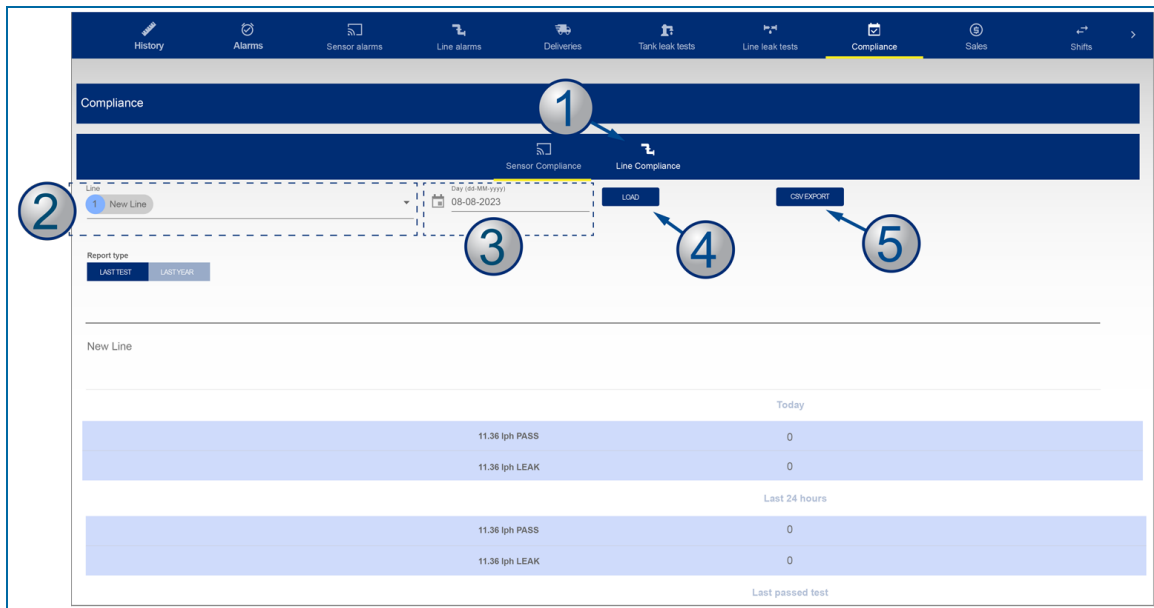 History Alarms Sensor alarms Line alarms Deliveries Tank leak tests Line leak tests Compliance Sales Shifts
Compliance
1
Sensor Compliance Line Compliance
2
Line
1 New Line
Day (dd-MM-yyyy)
08-08-2023
3
LOAD
4
CSV EXPORT
5
Report type
LAST TEST LAST YEAR
New Line
Today
11.36 lph PASS 0
11.36 lph LEAK 0
Last 24 hours
11.36 lph PASS 0
11.36 lph LEAK 0
Last passed test